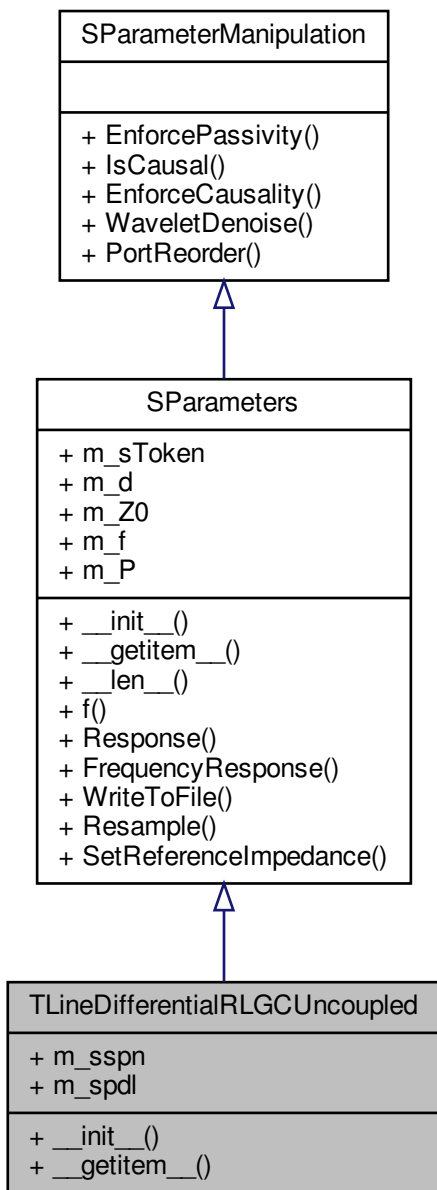 SParameterManipulation
+ EnforcePassivity()
+ IsCausal()
+ EnforceCausality()
+ WaveletDenoise()
+ PortReorder()
SParameters
+ m_sToken
+ m_d
+ m_Z0
+ m_f
+ m_P
+ __init__()
+ __getitem__()
+ __len__()
+ f()
+ Response()
+ FrequencyResponse()
+ WriteToFile()
+ Resample()
+ SetReferenceImpedance()
TLineDifferentialRLGCUncoupled
+ m_sspn
+ m_spdl
+ __init__()
+ __getitem__()